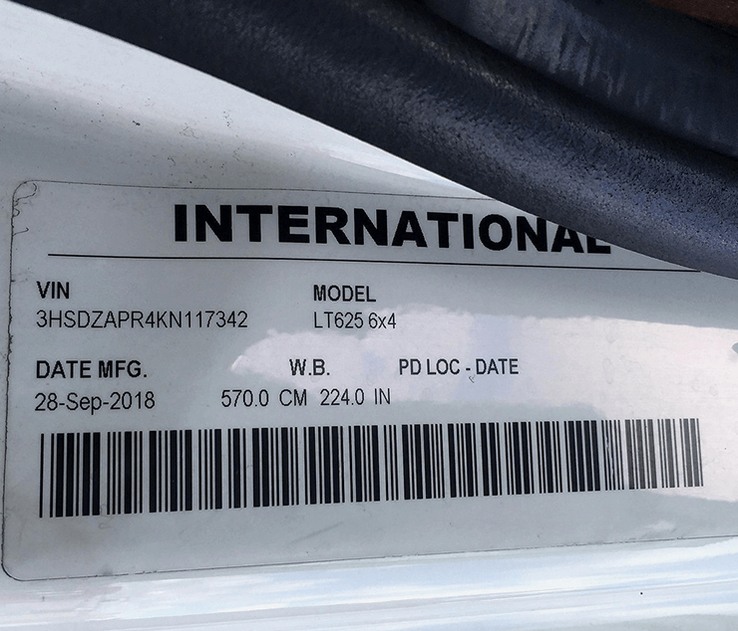 INTERNATIONAL
VIN MODEL
3HSDZAPR4KN117342 LT625 6x4
DATE MFG. W.B. PD LOC - DATE
28-Sep-2018 570.0 CM 224.0 IN